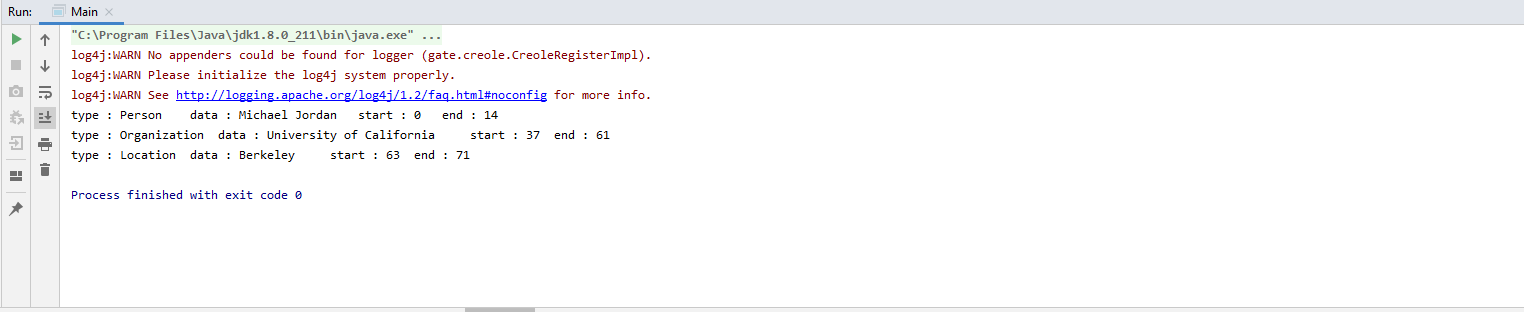 Run: Main
"C:\Program Files\Java\jdk1.8.0_211\bin\java.exe" ...
log4j:WARN No appenders could be found for logger (gate.creole.CreoleRegisterImpl).
log4j:WARN Please initialize the log4j system properly.
log4j:WARN See http://logging.apache.org/log4j/1.2/faq.html#noconfig for more info.
type : Person    data : Michael Jordan   start : 0   end : 14
type : Organization  data : University of California     start : 37  end : 61
type : Location  data : Berkeley     start : 63  end : 71
Process finished with exit code 0